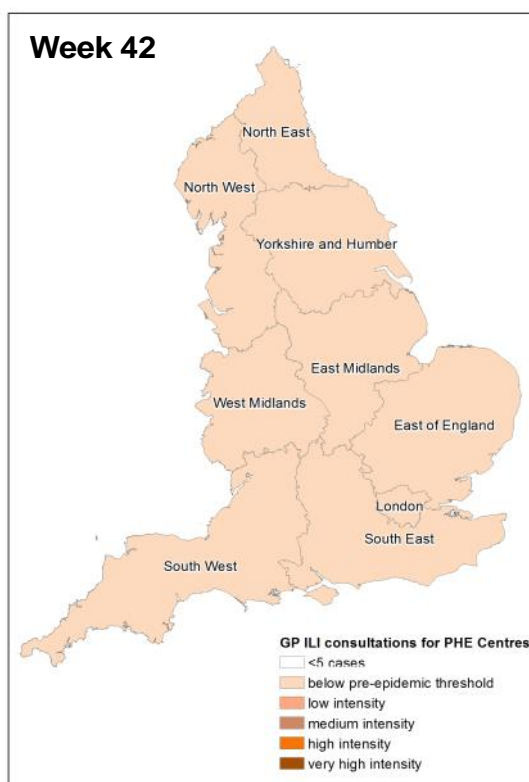 Week 42
North East
North West
Yorkshire and Humber
East Midlands
West Midlands
East of England
London
South East
South West
GP ILI consultations for PHE Centres
<5 cases
below pre-epidemic threshold
low intensity
medium intensity
high intensity
very high intensity